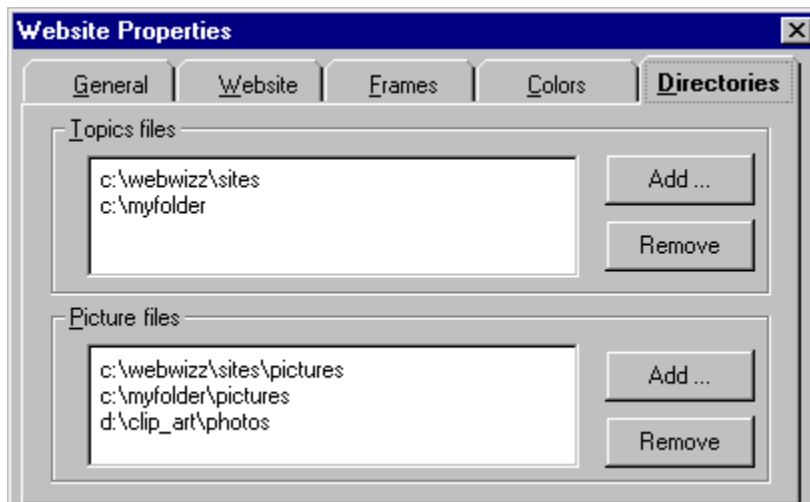 Website Properties
General Website Frames Colors Directories
Topics files
c:\webwizz\sites
c:\myfolder
Add ...
Remove
Picture files
c:\webwizz\sites\pictures
c:\myfolder\pictures
d:\clip_art\photos
Add ...
Remove